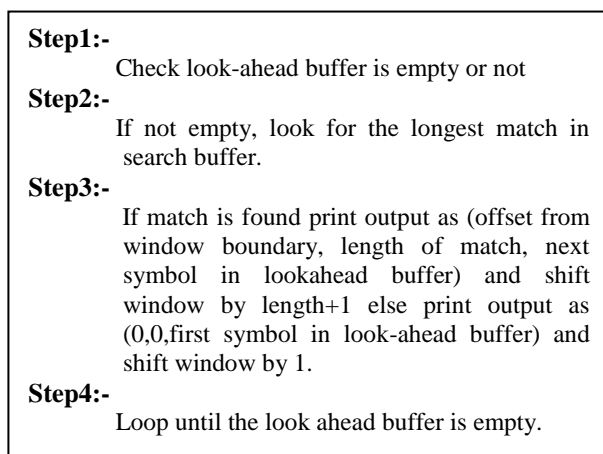 Step1:-
Check look-ahead buffer is empty or not
Step2:-
If not empty, look for the longest match in
search buffer.
Step3:-
If match is found print output as (offset from
window boundary, length of match, next
symbol in lookahead buffer) and shift
window by length+1 else print output as
(0,0,first symbol in look-ahead buffer) and
shift window by 1.
Step4:-
Loop until the look ahead buffer is empty.